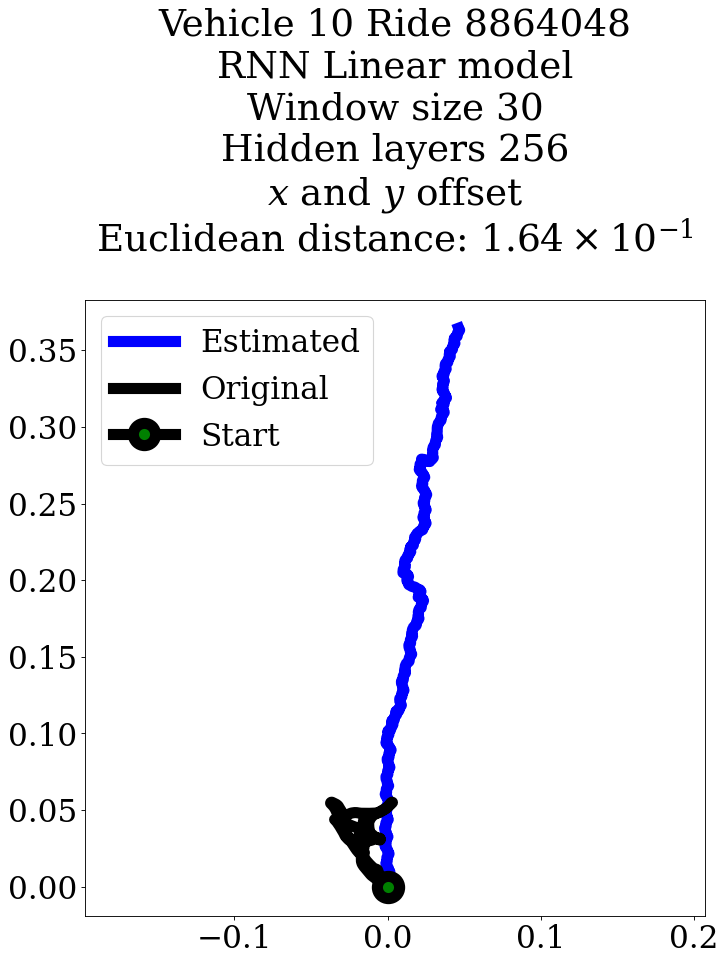 Vehicle 10 Ride 8864048
RNN Linear model
Window size 30
Hidden layers 256
x and y offset
Euclidean distance: 1.64 × 10⁻¹
Estimated
Original
Start
0.35
0.30
0.25
0.20
0.15
0.10
0.05
0.00
−0.1 0.0 0.1 0.2